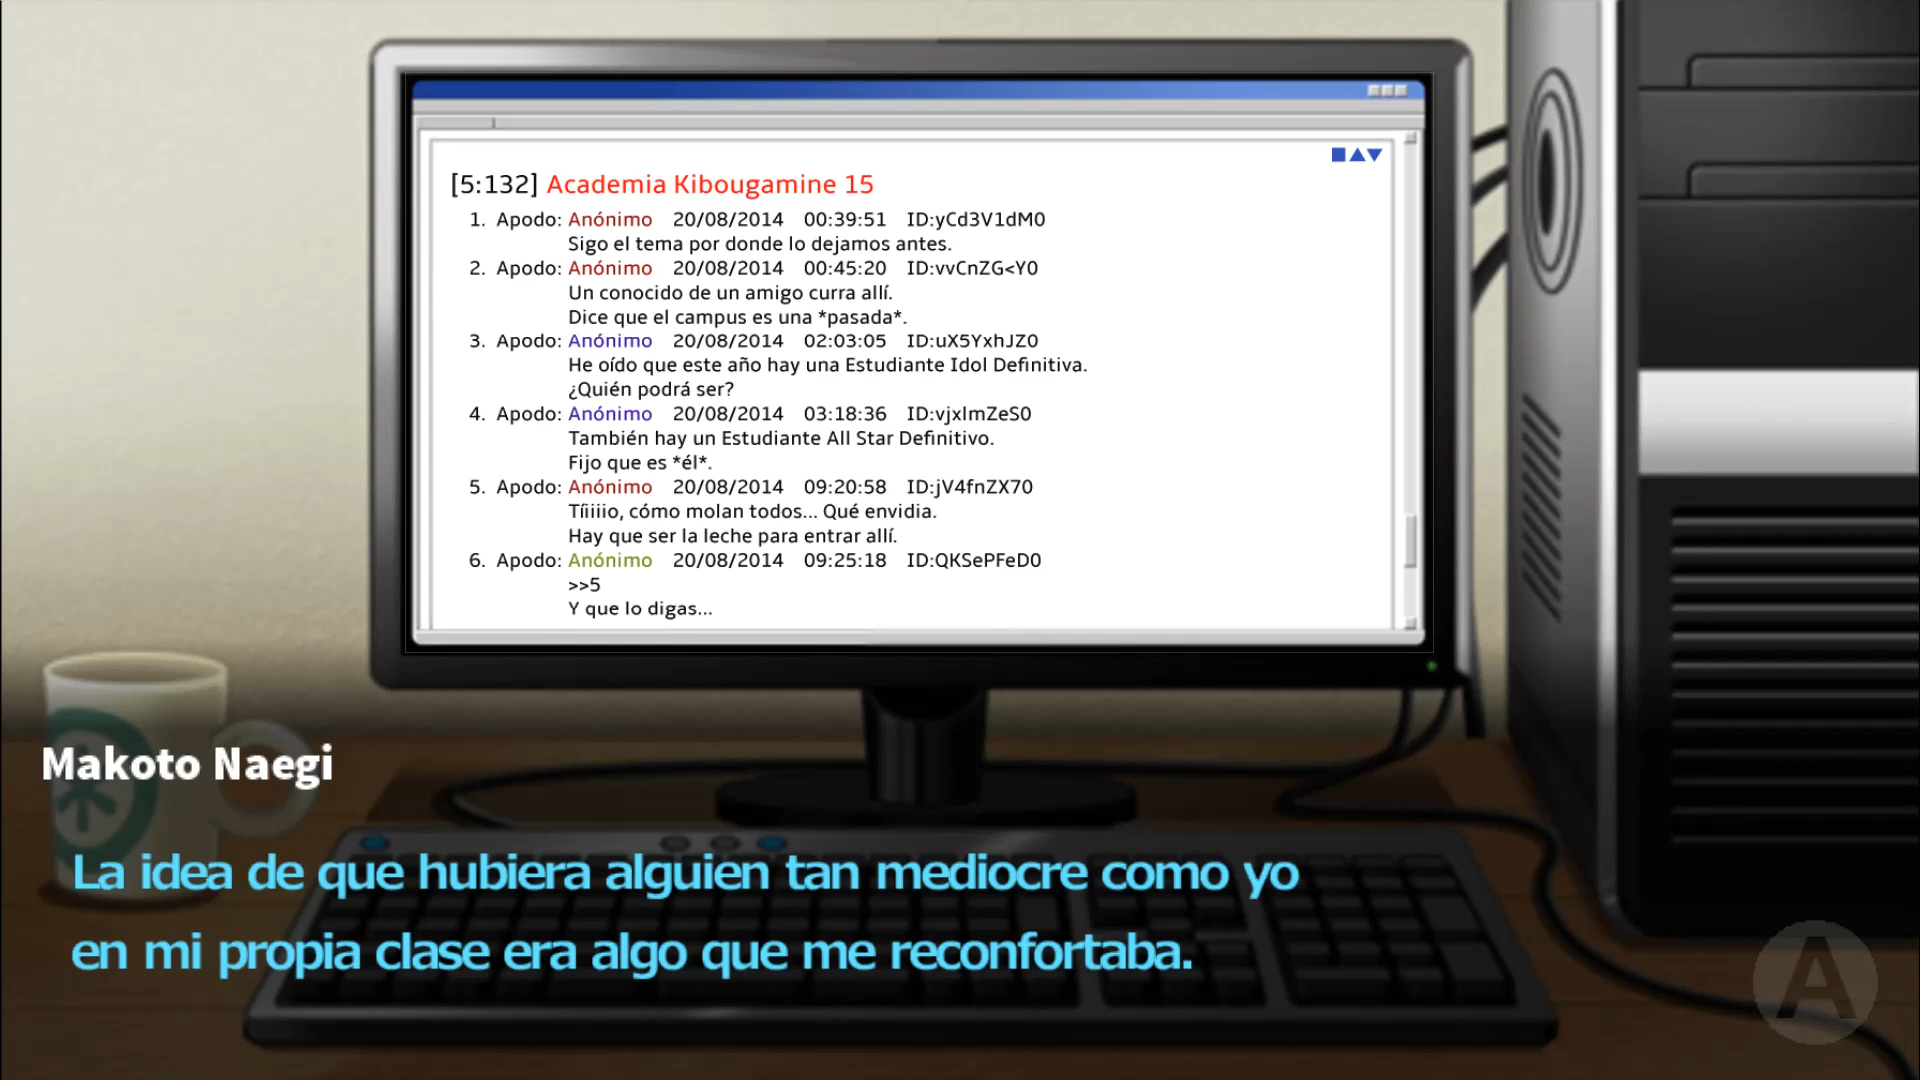 [5:132] Academia Kibougamine 15
1. Apodo: Anónimo 20/08/2014 00:39:51 ID:yCd3V1dM0
Sigo el tema por donde lo dejamos antes.
2. Apodo: Anónimo 20/08/2014 00:45:20 ID:vvCnZG<Y0
Un conocido de un amigo curra allí.
Dice que el campus es una *pasada*.
3. Apodo: Anónimo 20/08/2014 02:03:05 ID:uX5YxhJZ0
He oído que este año hay una Estudiante Idol Definitiva.
¿Quién podrá ser?
4. Apodo: Anónimo 20/08/2014 03:18:36 ID:vjxlmZeS0
También hay un Estudiante All Star Definitivo.
Fijo que es *él*.
5. Apodo: Anónimo 20/08/2014 09:20:58 ID:jV4fnZX70
Tíiiiio, cómo molan todos... Qué envidia.
Hay que ser la leche para entrar allí.
6. Apodo: Anónimo 20/08/2014 09:25:18 ID:QKSePFeD0
>>5
Y que lo digas...
Makoto Naegi
La idea de que hubiera alguien tan mediocre como yo
en mi propia clase era algo que me reconfortaba.
A